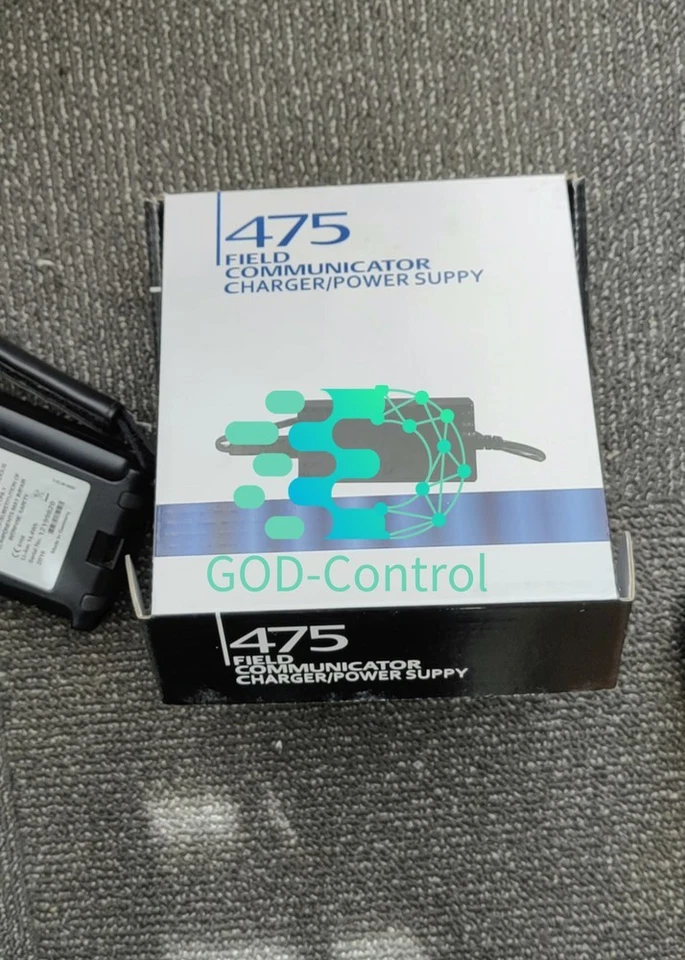 475
FIELD
COMMUNICATOR
CHARGER/POWER SUPPY
GOD-Control
475
FIELD
COMMUNICATOR
CHARGER/POWER SUPPY